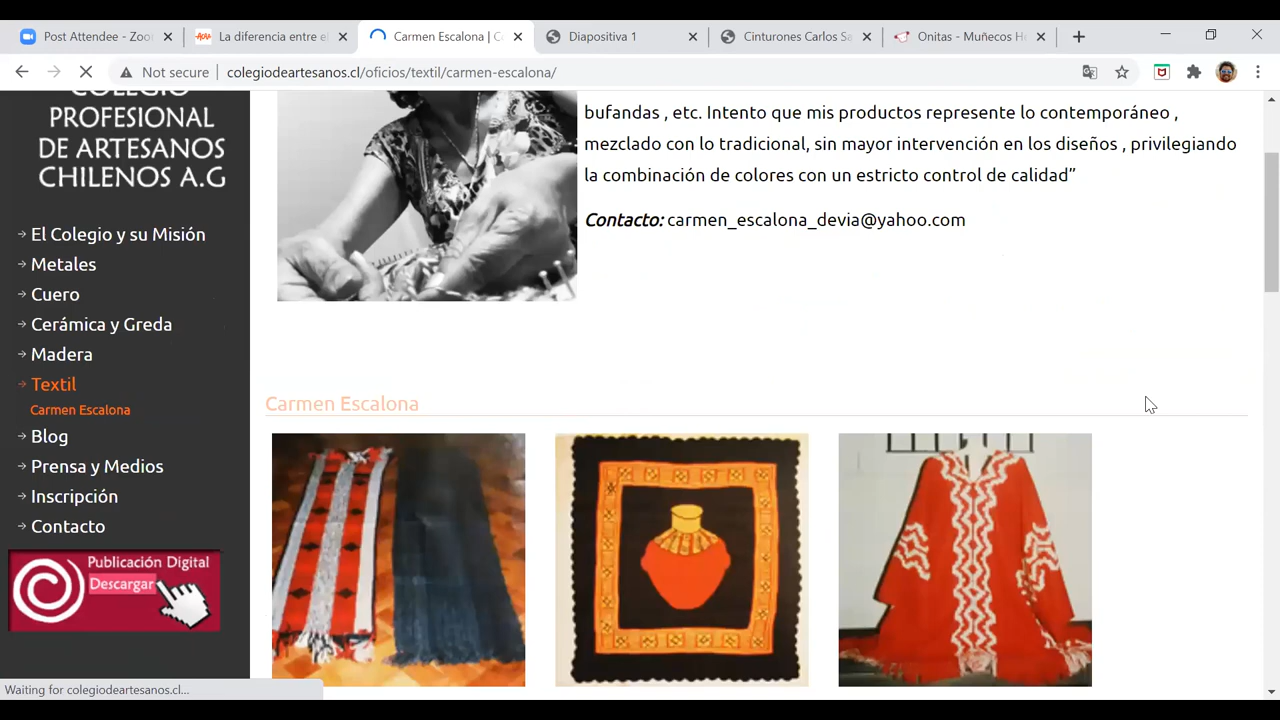 Post Attendee - Zoo
La diferencia entre el
Carmen Escalona | C
Diapositiva 1
Cinturones Carlos Sa
Onitas - Muñecos He
Not secure
colegiodeartesanos.cl/oficios/textil/carmen-escalona/
COLEGIO
PROFESIONAL
DE ARTESANOS
CHILENOS A.G
El Colegio y su Misión
Metales
Cuero
Cerámica y Greda
Madera
Textil
Carmen Escalona
Blog
Prensa y Medios
Inscripción
Contacto
Publicación Digital
Descargar
bufandas , etc. Intento que mis productos represente lo contemporáneo ,
mezclado con lo tradicional, sin mayor intervención en los diseños , privilegiando
la combinación de colores con un estricto control de calidad”
Contacto: carmen_escalona_devia@yahoo.com
Carmen Escalona
Waiting for colegiodeartesanos.cl...